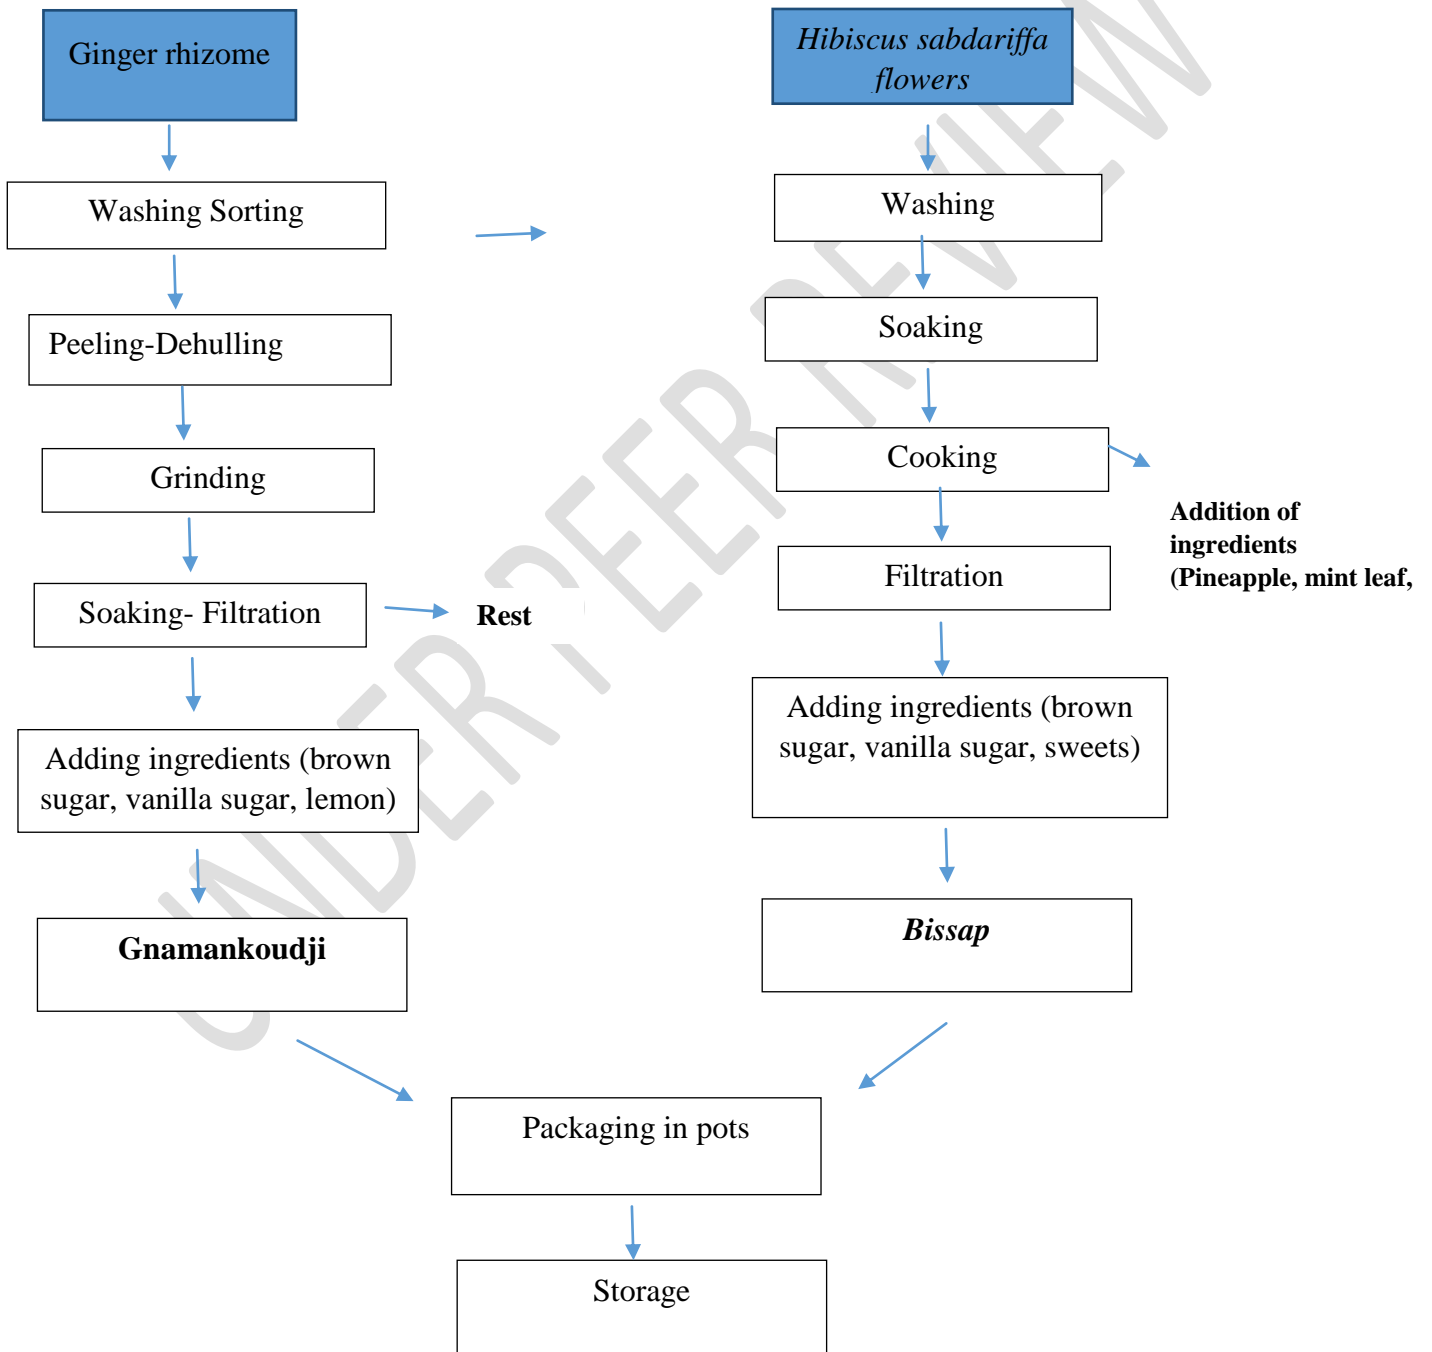 Ginger rhizome
Washing Sorting
Peeling-Dehulling
Grinding
Soaking- Filtration
Rest
Adding ingredients (brown
sugar, vanilla sugar, lemon)
Gnamankoudji
Hibiscus sabdariffa
flowers
Washing
Soaking
Cooking
Addition of
ingredients
(Pineapple, mint leaf,
Filtration
Adding ingredients (brown
sugar, vanilla sugar, sweets)
Bissap
Packaging in pots
Storage
UNDER PEER REVIEW